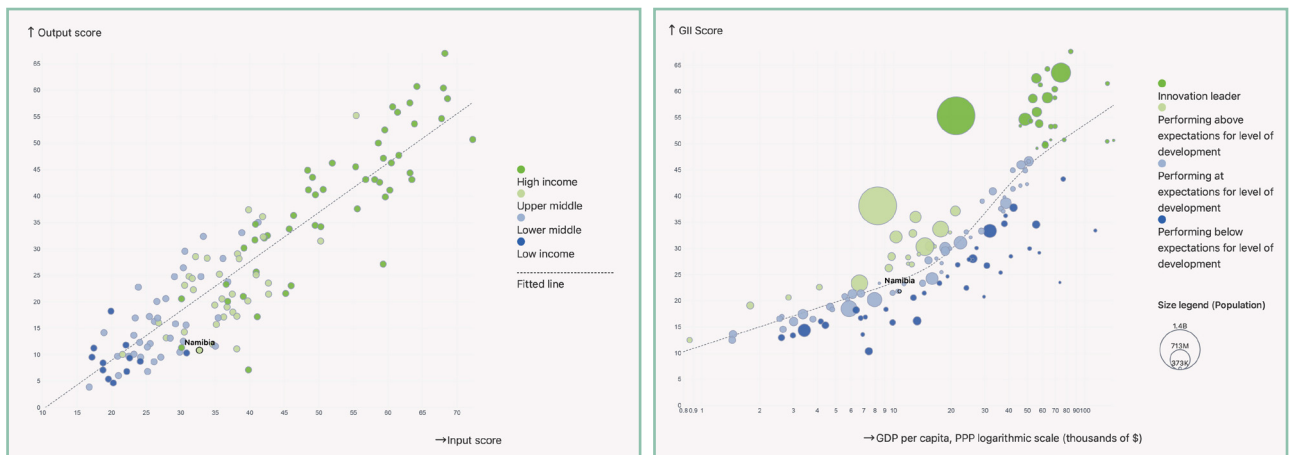 ↑ Output score
65
60
55
50
45
40
35
30
25
20
15
10
5
0
10 15 20 25 30 35 40 45 50 55 60 65 70
→Input score
Namibia
High income
Upper middle
Lower middle
Low income
Fitted line
↑ GII Score
65
60
55
50
45
40
35
30
25
20
15
10
5
0
0.8 0.9 1 2 3 4 5 6 7 8 9 10 20 30 40 50 60 70 80 90100
→GDP per capita, PPP logarithmic scale (thousands of $)
Namibia
Innovation leader
Performing above
expectations for level of
development
Performing at
expectations for level of
development
Performing below
expectations for level of
development
Size legend (Population)
1.4B
713M
373K